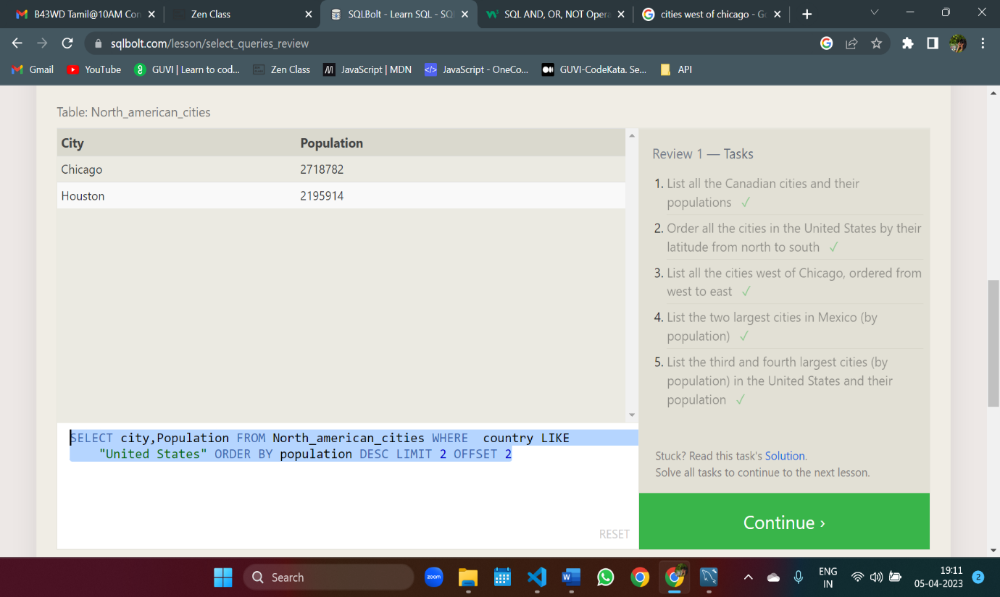 B43WD Tamil@10AM Con
Zen Class
SQLBolt - Learn SQL - SQ
SQL AND, OR, NOT Opera
cities west of chicago - Go
sqlbolt.com/lesson/select_queries_review
Gmail
YouTube
GUVI | Learn to cod...
Zen Class
JavaScript | MDN
JavaScript - OneCo...
GUVI-CodeKata. Se...
API
Table: North_american_cities
City Population
Chicago 2718782
Houston 2195914
SELECT city,Population FROM North_american_cities WHERE  country LIKE
"United States" ORDER BY population DESC LIMIT 2 OFFSET 2
RESET
Review 1 — Tasks
1. List all the Canadian cities and their
populations ✓
2. Order all the cities in the United States by their
latitude from north to south ✓
3. List all the cities west of Chicago, ordered from
west to east ✓
4. List the two largest cities in Mexico (by
population) ✓
5. List the third and fourth largest cities (by
population) in the United States and their
population ✓
Stuck? Read this task's Solution.
Solve all tasks to continue to the next lesson.
Continue ›
Search
zoom
ENG
IN
19:11
05-04-2023
2